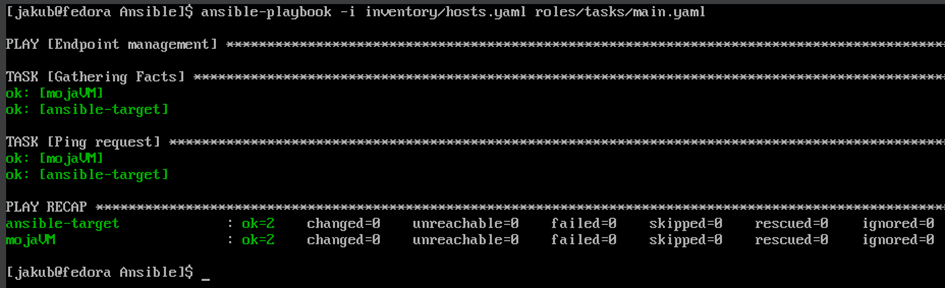 [jakub@fedora Ansible]$ ansible-playbook -i inventory/hosts.yaml roles/tasks/main.yaml
PLAY [Endpoint management] ******************************************************************************************
TASK [Gathering Facts] **********************************************************************************************
ok: [mojaVM]
ok: [ansible-target]
TASK [Ping request] *************************************************************************************************
ok: [mojaVM]
ok: [ansible-target]
PLAY RECAP **********************************************************************************************************
ansible-target : ok=2 changed=0 unreachable=0 failed=0 skipped=0 rescued=0 ignored=0
mojaVM : ok=2 changed=0 unreachable=0 failed=0 skipped=0 rescued=0 ignored=0
[jakub@fedora Ansible]$ _